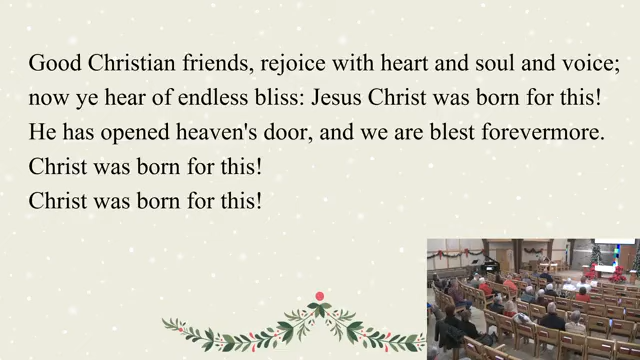 Good Christian friends, rejoice with heart and soul and voice;
now ye hear of endless bliss: Jesus Christ was born for this!
He has opened heaven's door, and we are blest forevermore.
Christ was born for this!
Christ was born for this!